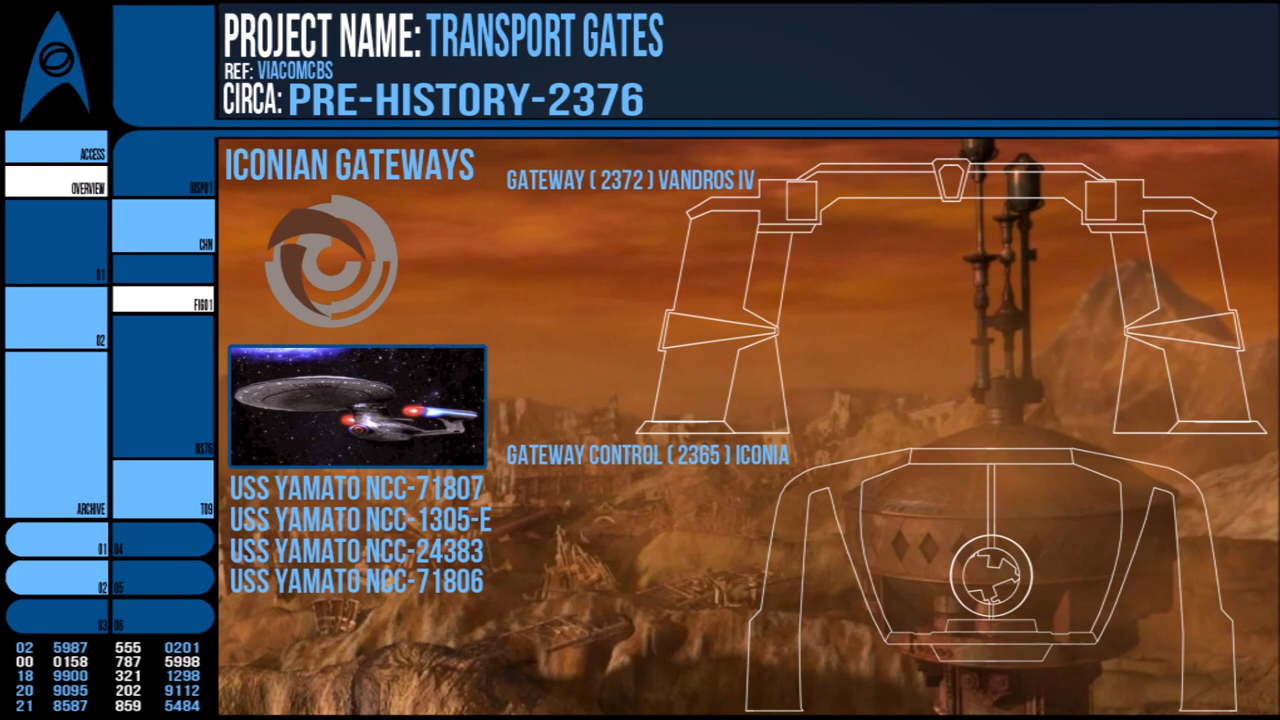 PROJECT NAME: TRANSPORT GATES
REF: VIACOMCBS
CIRCA: PRE-HISTORY-2376
ACCESS
OVERVIEW
01
02
ARCHIVE
01
02
03
DISP01
CHN
FIG01
NS76
T09
04
05
06
02 5987 555 0201
00 0158 787 5998
18 9900 321 1298
20 9095 202 9112
21 8587 859 5484
ICONIAN GATEWAYS
GATEWAY ( 2372 ) VANDROS IV
GATEWAY CONTROL ( 2365 ) ICONIA
USS YAMATO NCC-71807
USS YAMATO NCC-1305-E
USS YAMATO NCC-24383
USS YAMATO NCC-71806